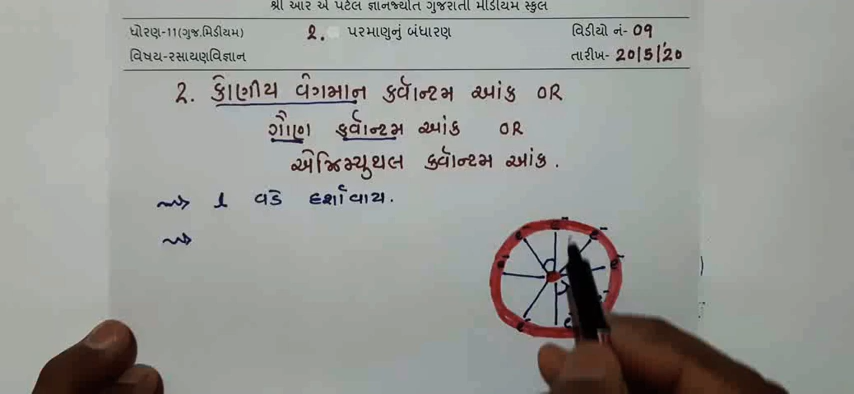 શ્રી આર એ પટેલ જ્ઞાનજ્યોત ગુજરાતી મીડીયમ સ્કુલ
ધોરણ-11(ગુજ.મિડીયમ) 2. પરમાણુનું બંધારણ વિડીયો નં- 09
વિષય-રસાયણવિજ્ઞાન તારીખ- 20/5/'20
2. કોણીય વેગમાન ક્વૉન્ટમ આંક OR
ગૌણ ક્વૉન્ટમ આંક OR
એઝિમ્યુથલ ક્વૉન્ટમ આંક.
l વડે દર્શાવાય.
e⁻ e⁻ e⁻
e⁻ e⁻
e⁻ e⁻